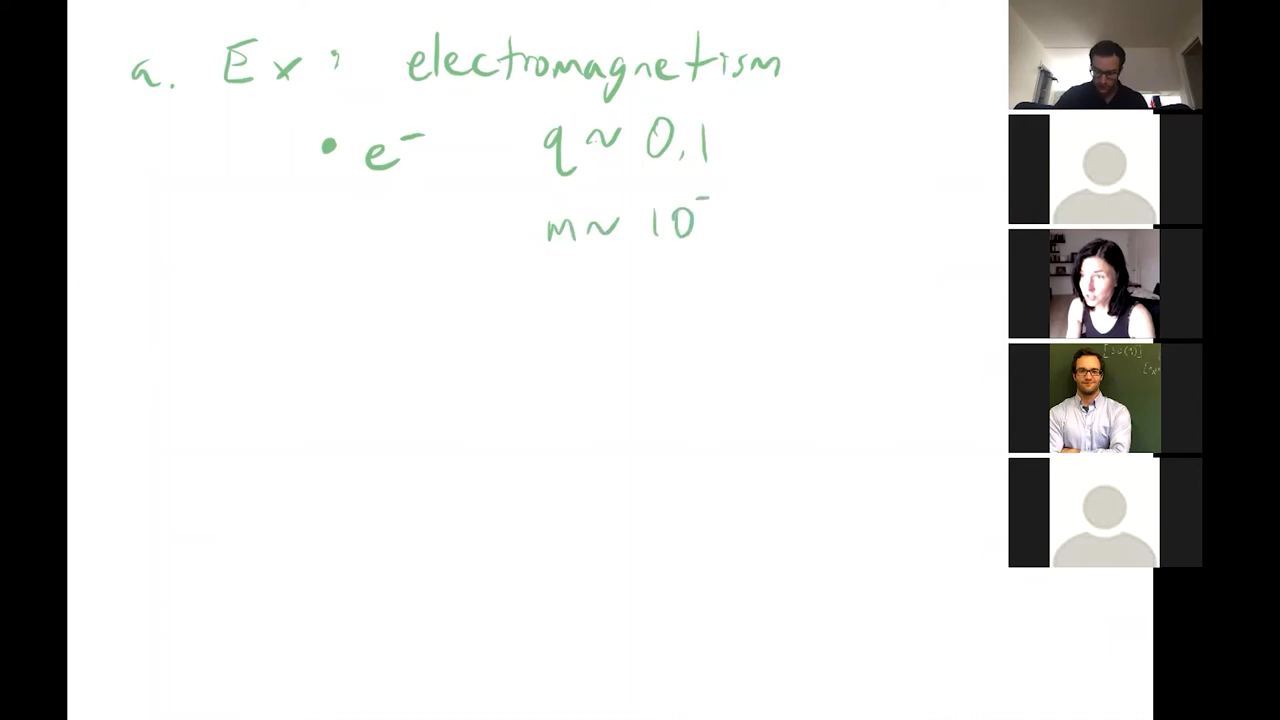 a. Ex: electromagnetism
• e⁻ q ~ 0.1
m ~ 10⁻